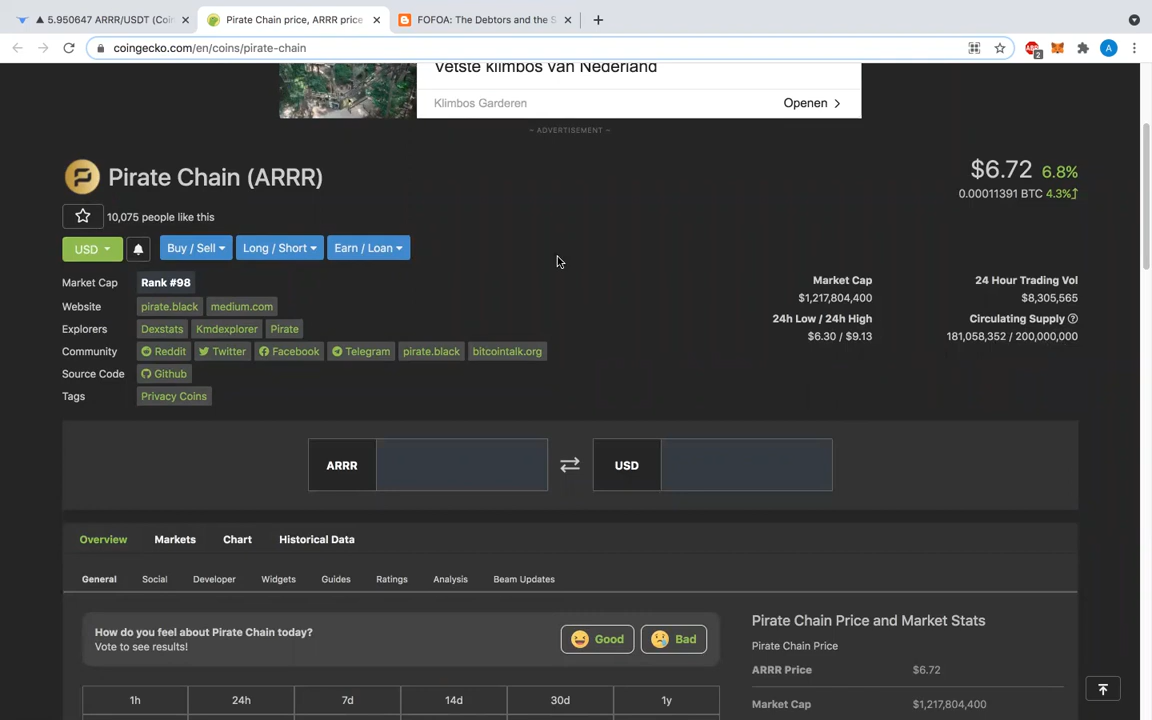 ▲ 5.950647 ARRR/USDT (Coin
Pirate Chain price, ARRR price
FOFOA: The Debtors and the S
coingecko.com/en/coins/pirate-chain
ABP
2
A
Vetste klimbos van Nederland
Klimbos Garderen
Openen
~ ADVERTISEMENT ~
Pirate Chain (ARRR)
$6.72 6.8%
0.00011391 BTC 4.3%
10,075 people like this
USD
Buy / Sell
Long / Short
Earn / Loan
Market Cap Rank #98
Market Cap
24 Hour Trading Vol
$1,217,804,400
$8,305,565
Website pirate.black medium.com
24h Low / 24h High
Circulating Supply
Explorers Dexstats Kmdexplorer Pirate
$6.30 / $9.13
181,058,352 / 200,000,000
Community Reddit Twitter Facebook Telegram pirate.black bitcointalk.org
Source Code Github
Tags Privacy Coins
ARRR
USD
Overview Markets Chart Historical Data
General Social Developer Widgets Guides Ratings Analysis Beam Updates
How do you feel about Pirate Chain today?
Vote to see results!
Good
Bad
Pirate Chain Price and Market Stats
Pirate Chain Price
ARRR Price $6.72
Market Cap $1,217,804,400
1h 24h 7d 14d 30d 1y